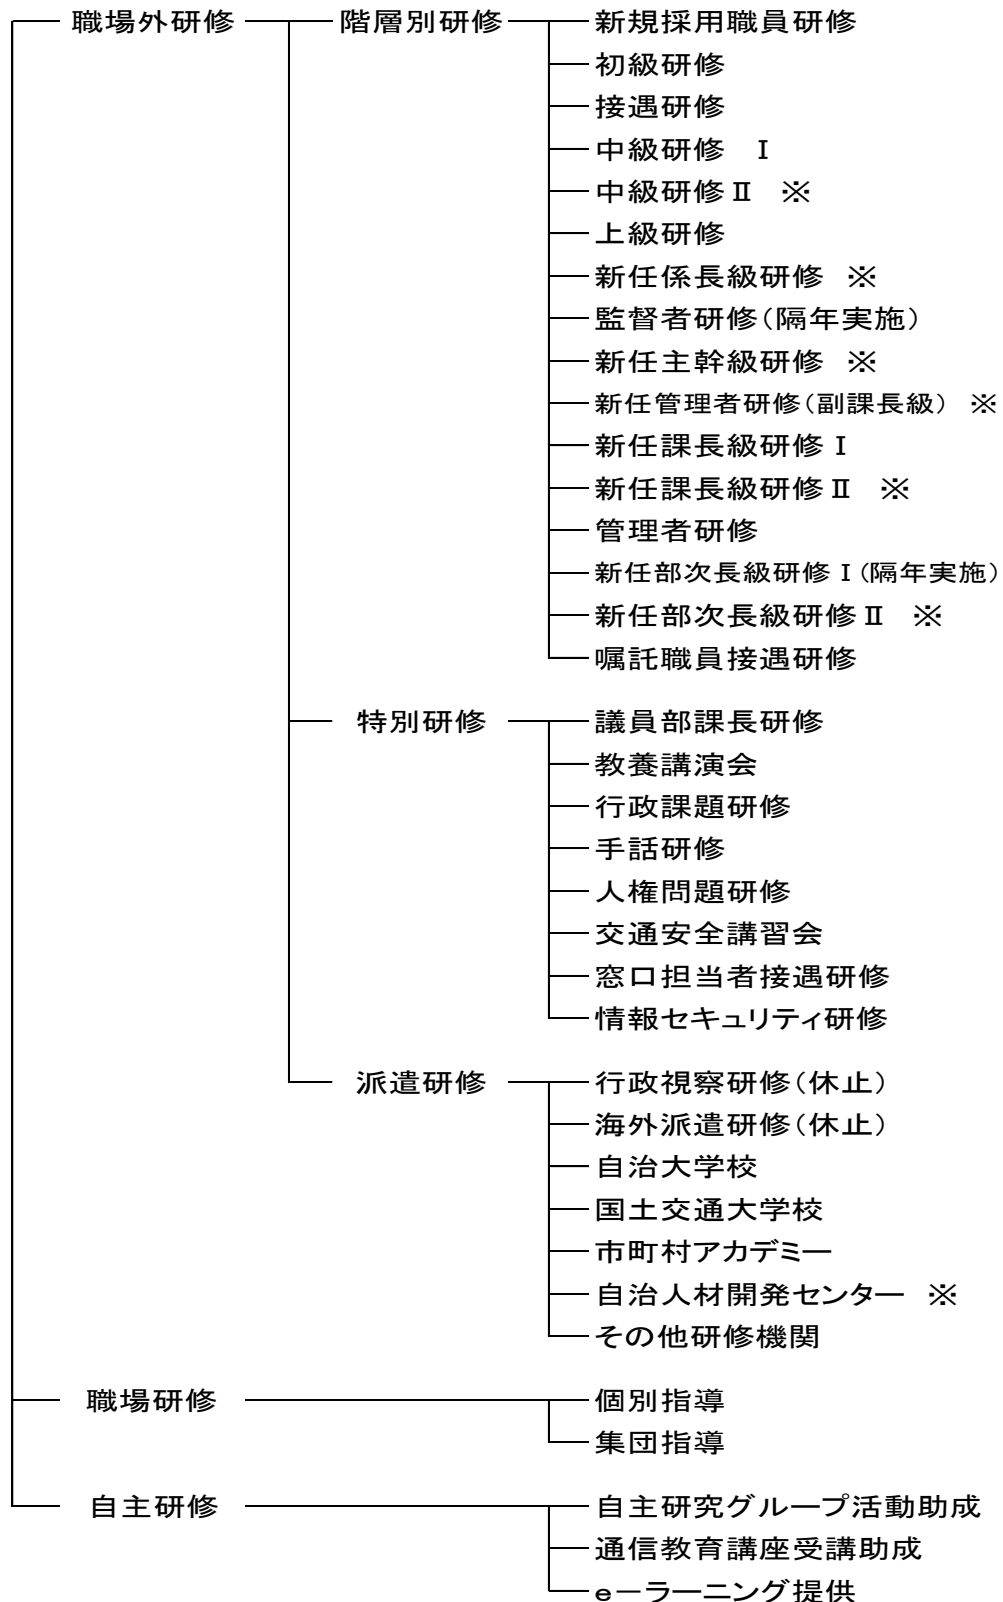 職場外研修 階層別研修 新規採用職員研修
初級研修
接遇研修
中級研修 Ⅰ
中級研修Ⅱ ※
上級研修
新任係長級研修 ※
監督者研修(隔年実施)
新任主幹級研修 ※
新任管理者研修(副課長級) ※
新任課長級研修Ⅰ
新任課長級研修Ⅱ ※
管理者研修
新任部次長級研修Ⅰ(隔年実施)
新任部次長級研修Ⅱ ※
嘱託職員接遇研修
特別研修 議員部課長研修
教養講演会
行政課題研修
手話研修
人権問題研修
交通安全講習会
窓口担当者接遇研修
情報セキュリティ研修
派遣研修 行政視察研修(休止)
海外派遣研修(休止)
自治大学校
国土交通大学校
市町村アカデミー
自治人材開発センター ※
その他研修機関
職場研修 個別指導
集団指導
自主研修 自主研究グループ活動助成
通信教育講座受講助成
e-ラーニング提供